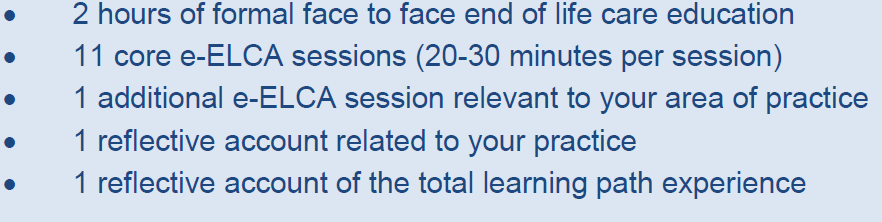 • 2 hours of formal face to face end of life care education
• 11 core e-ELCA sessions (20-30 minutes per session)
• 1 additional e-ELCA session relevant to your area of practice
• 1 reflective account related to your practice
• 1 reflective account of the total learning path experience